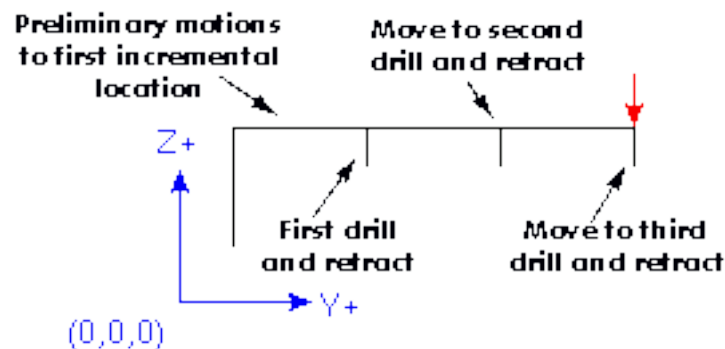 Preliminary motions
to first incremental
location
Move to second
drill and retract
Z+
First drill
and retract
Move to third
drill and retract
Y+
(0,0,0)